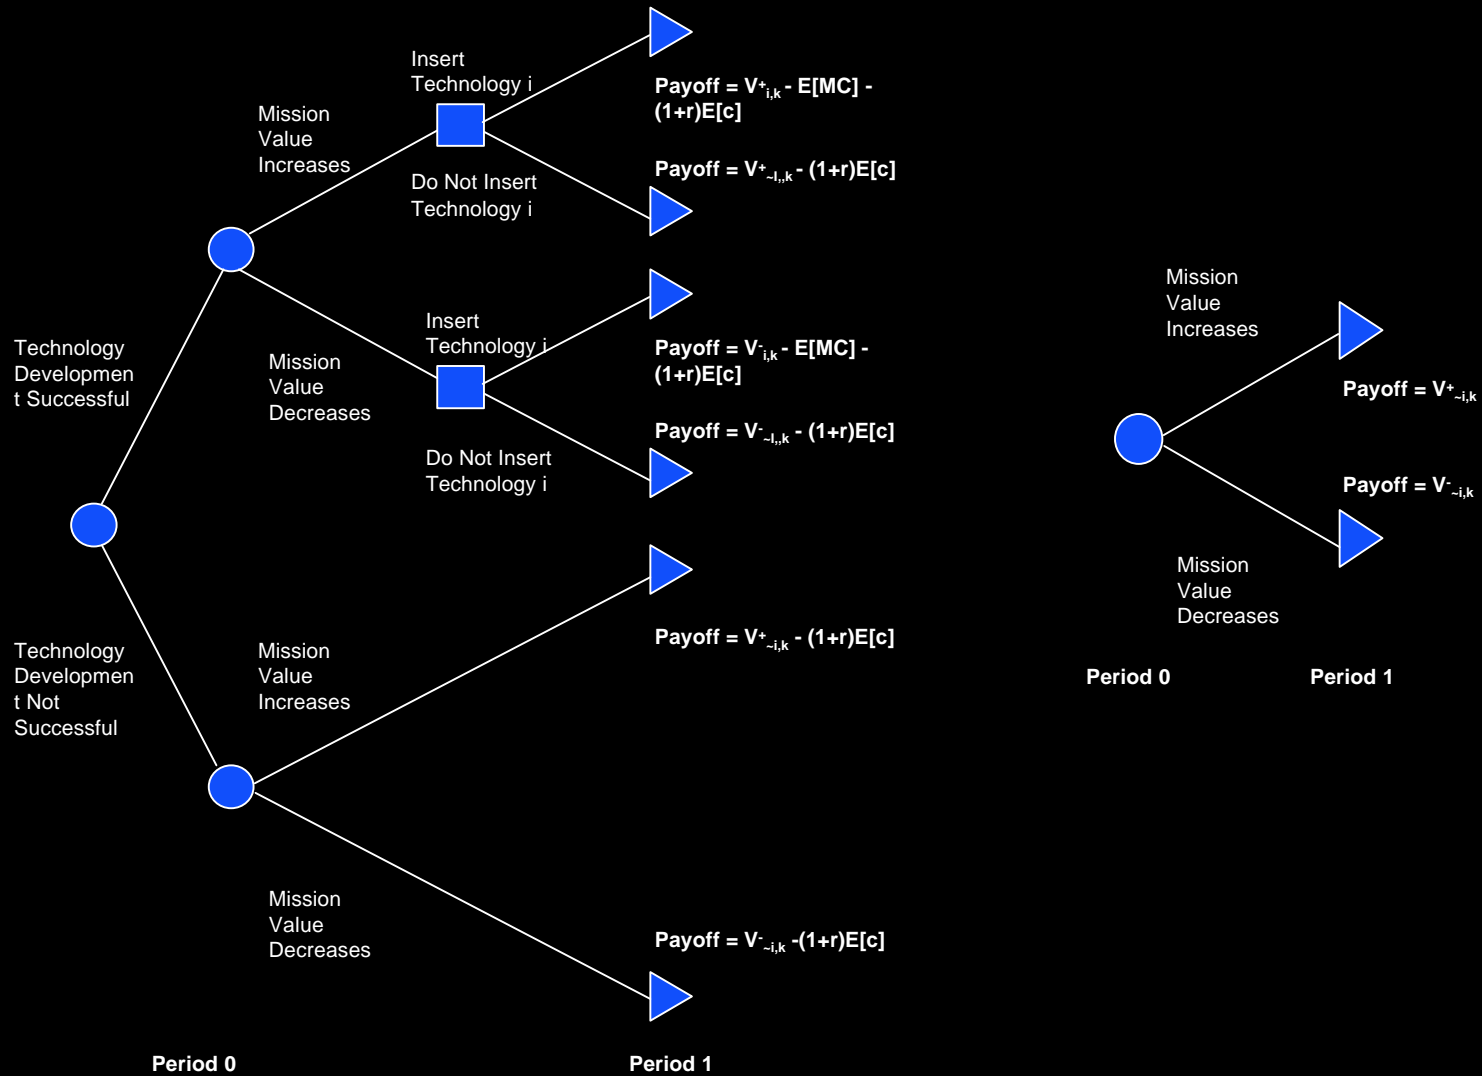 Insert
Technology i
Payoff = V⁺i,k - E[MC] -
(1+r)E[c]
Mission
Value
Increases
Payoff = V⁺~I,,k - (1+r)E[c]
Do Not Insert
Technology i
Insert
Technology i
Payoff = V⁻i,k - E[MC] -
(1+r)E[c]
Technology
Developmen
t Successful
Mission
Value
Decreases
Payoff = V⁻~I,,k - (1+r)E[c]
Do Not Insert
Technology i
Technology
Developmen
t Not
Successful
Mission
Value
Increases
Payoff = V⁺~i,k - (1+r)E[c]
Mission
Value
Decreases
Payoff = V⁻~i,k -(1+r)E[c]
Period 0
Period 1
Mission
Value
Increases
Payoff = V⁺~i,k
Payoff = V⁻~i,k
Mission
Value
Decreases
Period 0
Period 1